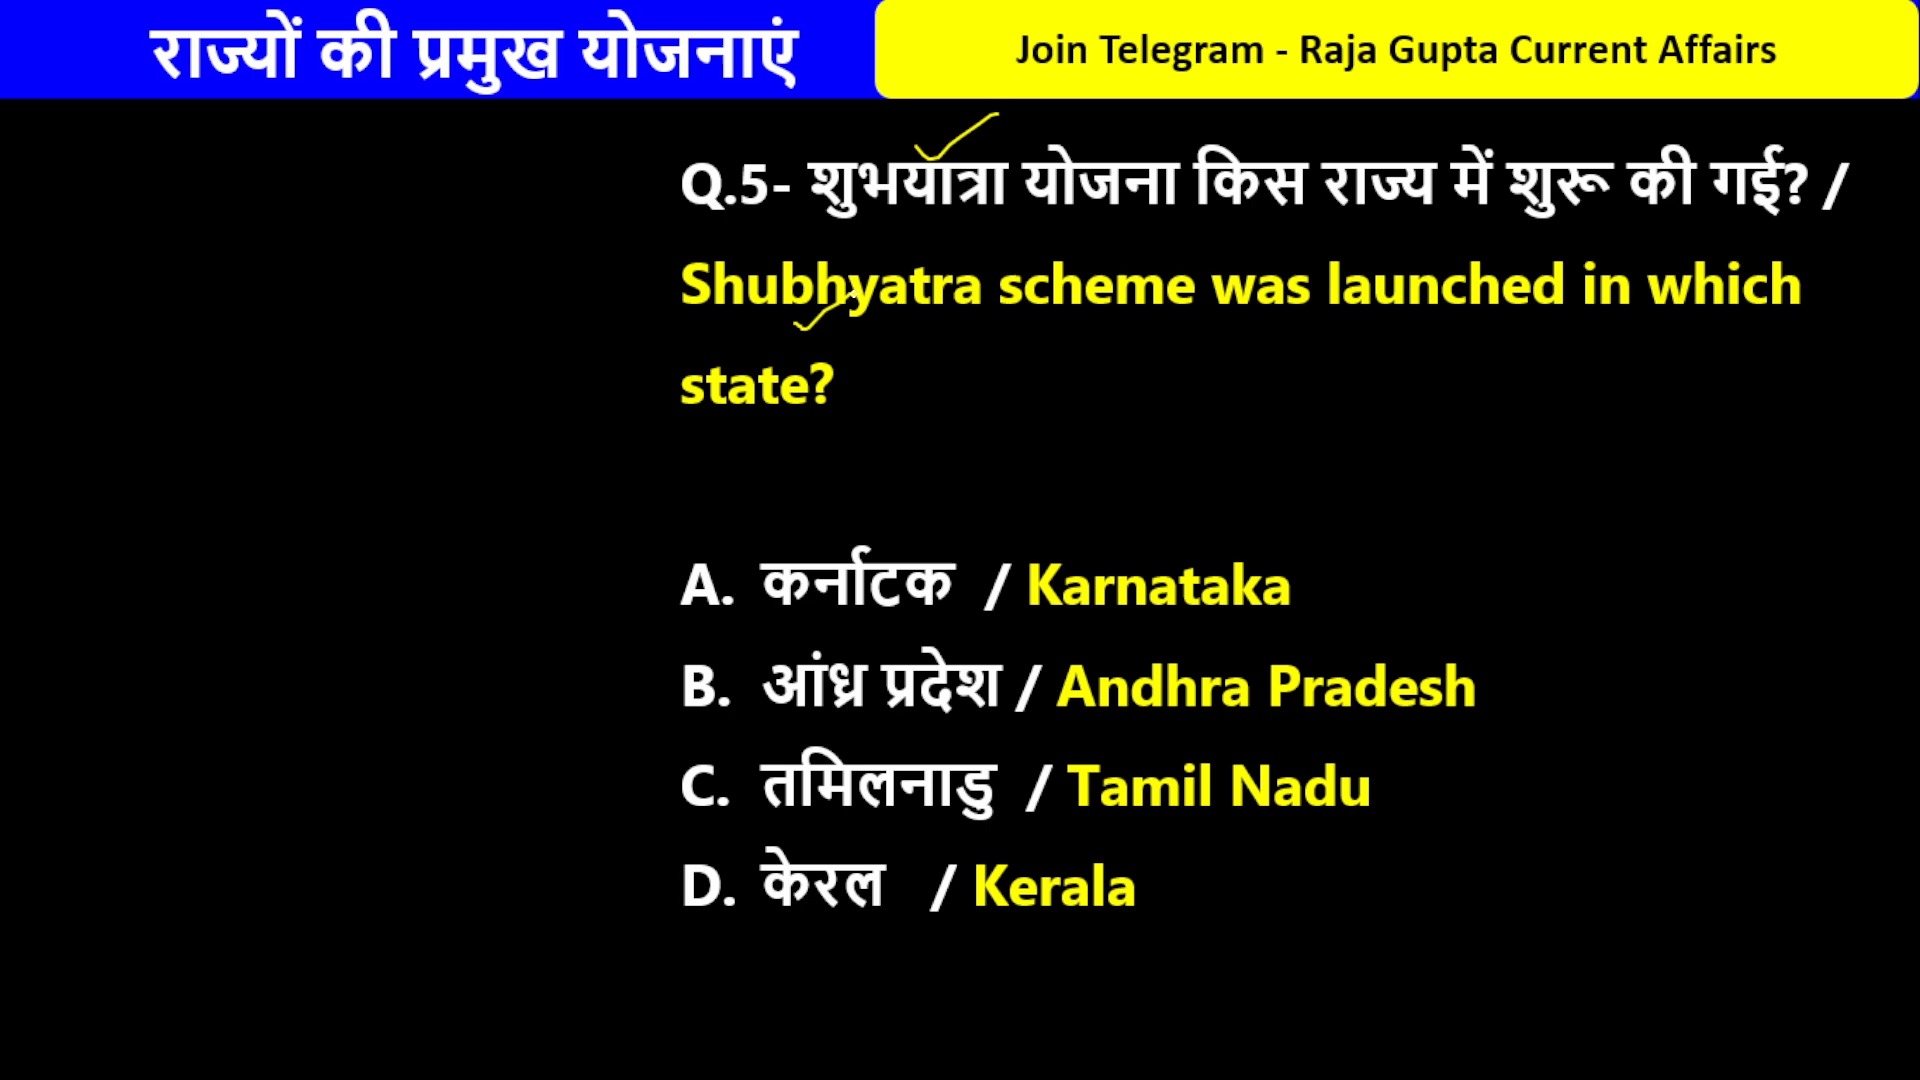 राज्यों की प्रमुख योजनाएं
Join Telegram - Raja Gupta Current Affairs
Q.5- शुभयात्रा योजना किस राज्य में शुरू की गई? /
Shubhyatra scheme was launched in which
state?
A. कर्नाटक / Karnataka
B. आंध्र प्रदेश / Andhra Pradesh
C. तमिलनाडु / Tamil Nadu
D. केरल / Kerala